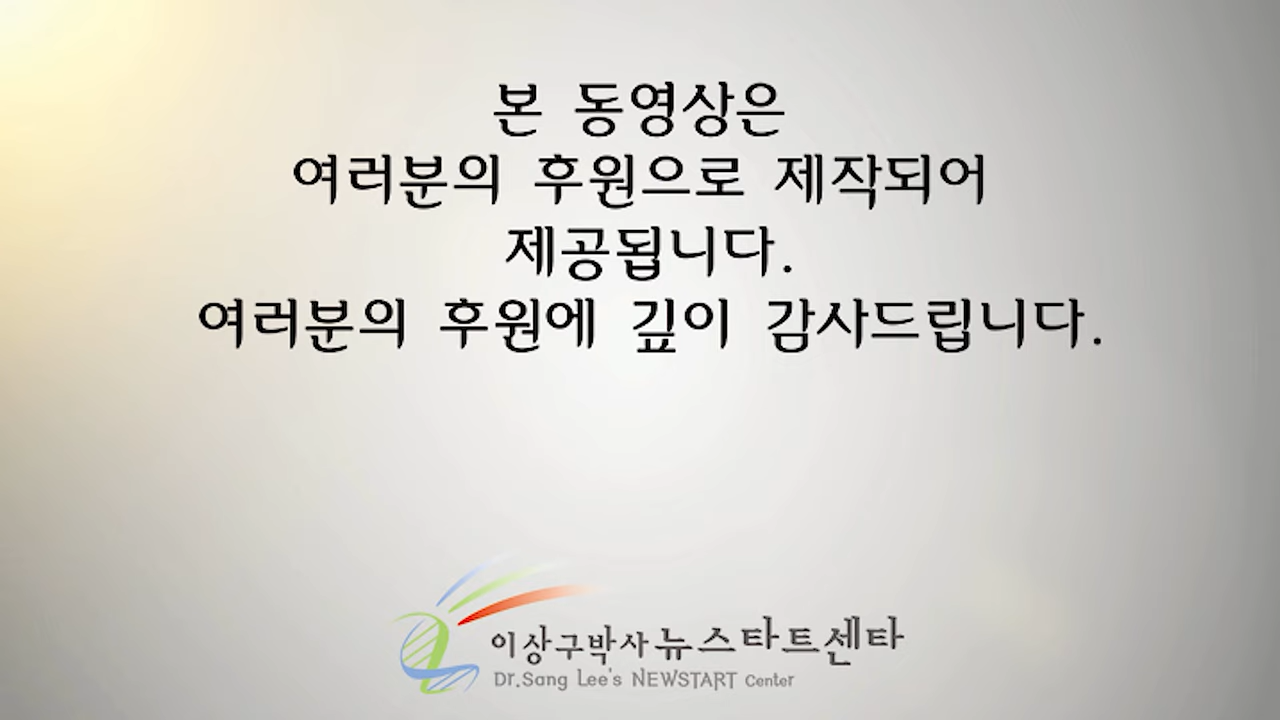 본 동영상은
여러분의 후원으로 제작되어
제공됩니다.
여러분의 후원에 깊이 감사드립니다.
이상구박사 뉴스타트센타
Dr.Sang Lee's NEWSTART Center